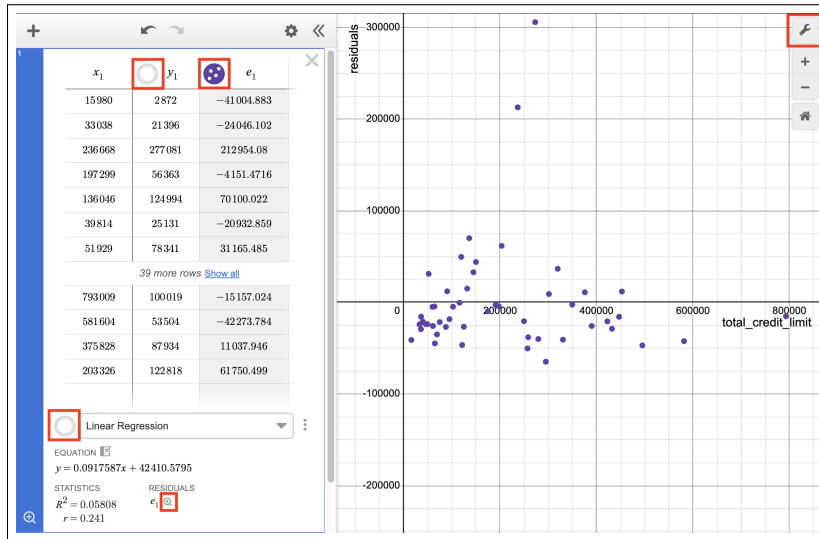 1
x₁ y₁ e₁
15980 2872 −41004.883
33038 21396 −24046.102
236668 277081 212954.08
197299 56363 −4151.4716
136046 124994 70100.022
39814 25131 −20932.859
51929 78341 31165.485
39 more rows Show all
793009 100019 −15157.024
581604 53504 −42273.784
375828 87934 11037.946
203326 122818 61750.499
Linear Regression
EQUATION
y = 0.0917587x + 42410.5795
STATISTICS RESIDUALS
R² = 0.05808 e₁
r = 0.241
residuals
300000
200000
100000
0 200000 400000 600000 800000
total_credit_limit
-100000
-200000